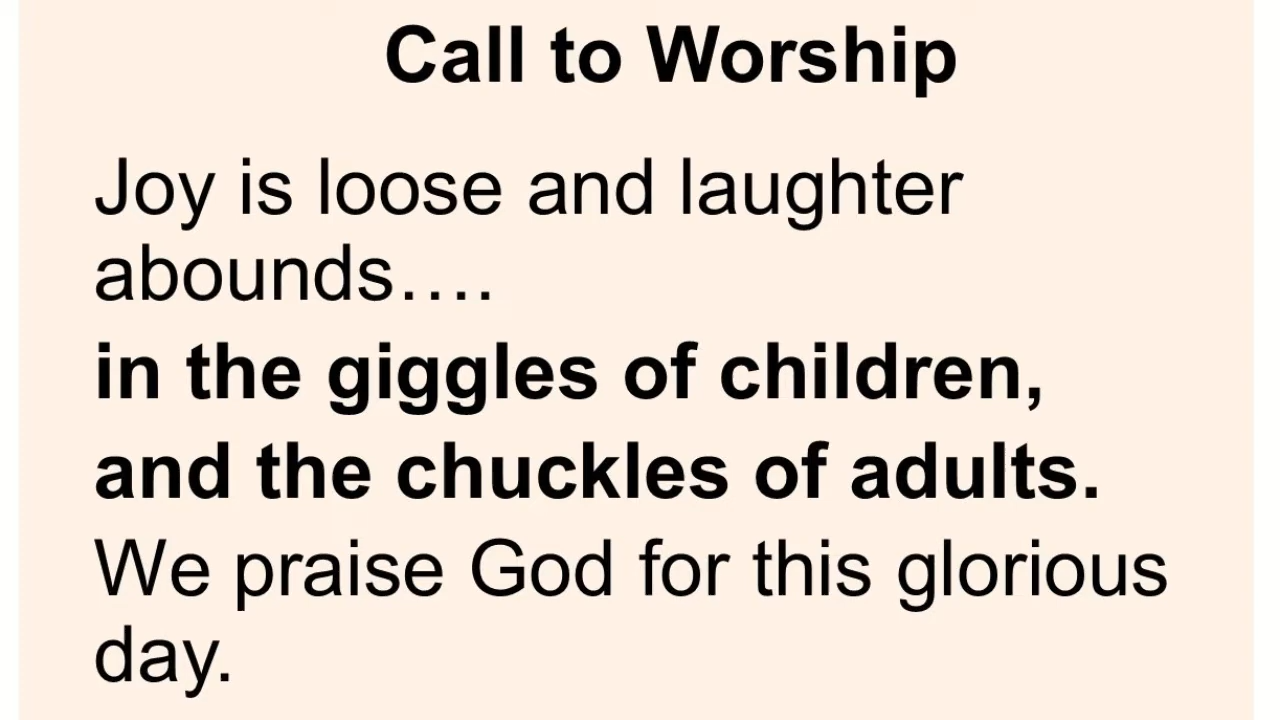 Call to Worship
Joy is loose and laughter
abounds….
in the giggles of children,
and the chuckles of adults.
We praise God for this glorious
day.